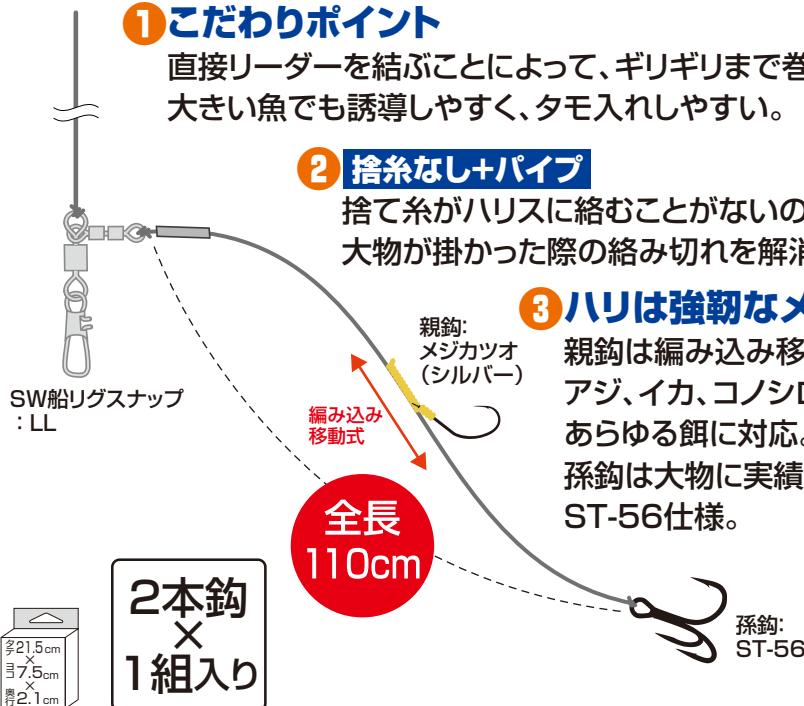 1こだわりポイント
直接リーダーを結ぶことによって、ギリギリまで巻
大きい魚でも誘導しやすく、タモ入れしやすい。
2 捨糸なし+パイプ
捨て糸がハリスに絡むことがないの
大物が掛かった際の絡み切れを解消
3ハリは強靭なメ
親鈎は編み込み移
アジ、イカ、コノシロ
あらゆる餌に対応。
孫鈎は大物に実績
ST-56仕様。
親鈎:
メジカツオ
(シルバー)
SW船リグスナップ
:LL
編み込み
移動式
全長
110cm
2本鈎
×
1組入り
孫鈎:
ST-56
タテ21.5cm
×
ヨコ7.5cm
×
奥行2.1cm